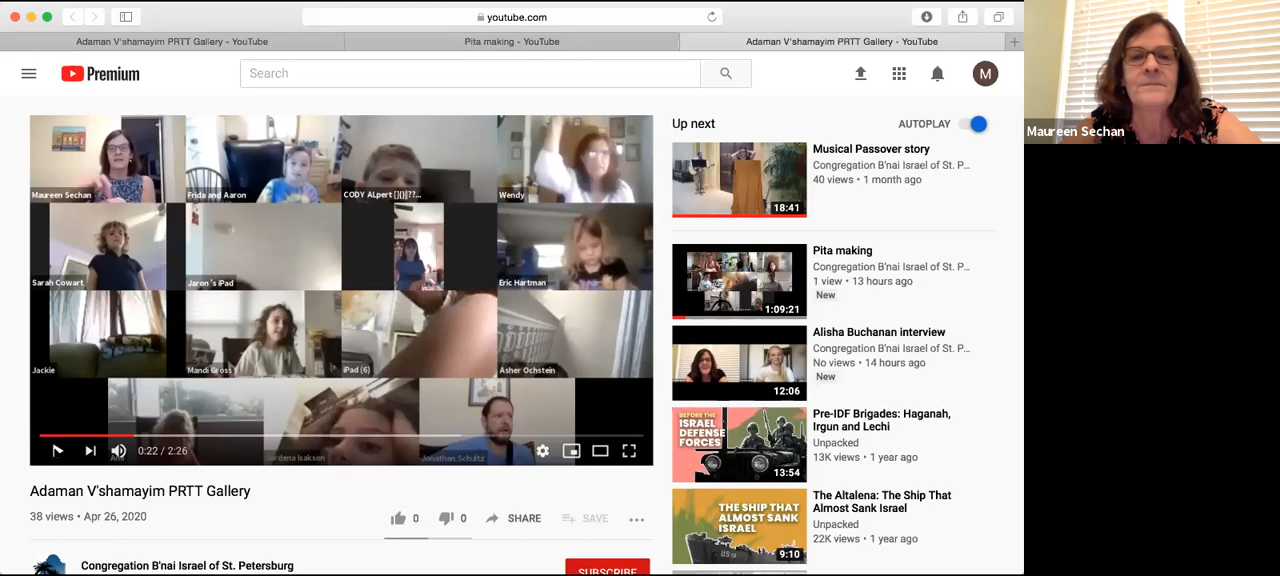 youtube.com
Adaman V'shamayim PRTT Gallery - YouTube
Pita making - YouTube
Adaman V'shamayim PRTT Gallery - YouTube
Premium
Search
M
Maureen Sechan
Frida and Aaron
CODY ALpert []()[[??...
Wendy
Sarah Cowart
Jaron 's iPad
Eric Hartman
Jackie
Mandi Gross
iPad (6)
Asher Ochstein
Jordena Isakson
Jonathan Schultz
0:22 / 2:26
Adaman V'shamayim PRTT Gallery
38 views • Apr 26, 2020
0
0
SHARE
SAVE
Congregation B'nai Israel of St. Petersburg
SUBSCRIBE
Up next
AUTOPLAY
Musical Passover story
Congregation B'nai Israel of St. P...
40 views • 1 month ago
18:41
Pita making
Congregation B'nai Israel of St. P...
1 view • 13 hours ago
New
1:09:21
Alisha Buchanan interview
Congregation B'nai Israel of St. P...
No views • 14 hours ago
New
12:06
BEFORE THE
ISRAEL
DEFENSE
FORCES
Pre-IDF Brigades: Haganah,
Irgun and Lechi
Unpacked
13K views • 1 year ago
13:54
THE SHIP THAT
ALMOST SANK
ISRAEL
The Altalena: The Ship That
Almost Sank Israel
Unpacked
22K views • 1 year ago
9:10
Maureen Sechan